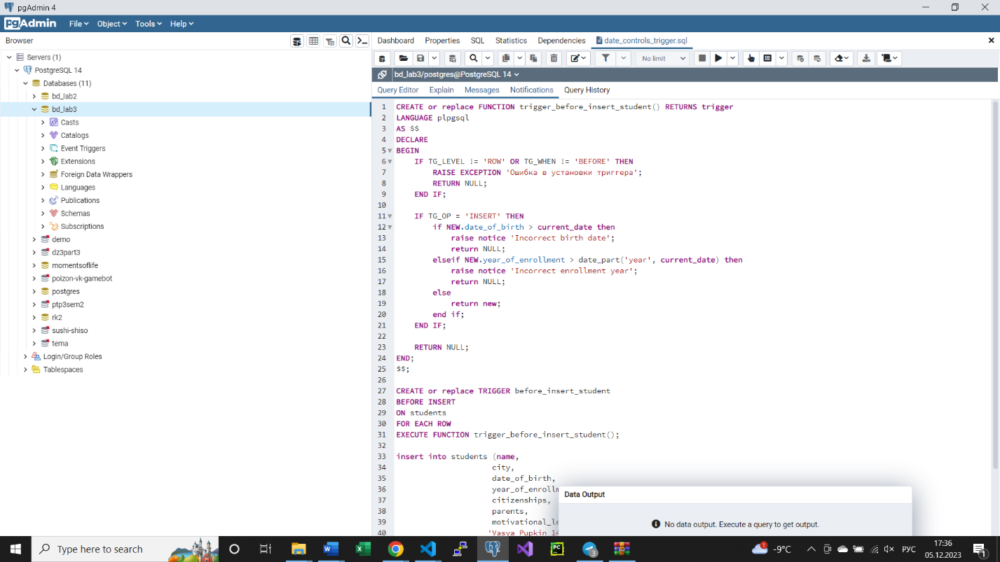 pgAdmin 4
pgAdmin
File
Object
Tools
Help
Browser
Servers (1)
PostgreSQL 14
Databases (11)
bd_lab2
bd_lab3
Casts
Catalogs
Event Triggers
Extensions
Foreign Data Wrappers
Languages
Publications
Schemas
Subscriptions
demo
dz3part3
momentsoflife
poizon-vk-gamebot
postgres
ptp3sem2
rk2
sushi-shiso
tema
Login/Group Roles
Tablespaces
Dashboard Properties SQL Statistics Dependencies date_controls_trigger.sql
No limit
bd_lab3/postgres@PostgreSQL 14
Query Editor Explain Messages Notifications Query History
1 CREATE or replace FUNCTION trigger_before_insert_student() RETURNS trigger
2 LANGUAGE plpgsql
3 AS $$
4 DECLARE
5 BEGIN
6 IF TG_LEVEL != 'ROW' OR TG_WHEN != 'BEFORE' THEN
7 RAISE EXCEPTION 'Ошибка в установки триггера';
8 RETURN NULL;
9 END IF;
10
11 IF TG_OP = 'INSERT' THEN
12 if NEW.date_of_birth > current_date then
13 raise notice 'Incorrect birth date';
14 return NULL;
15 elseif NEW.year_of_enrollment > date_part('year', current_date) then
16 raise notice 'Incorrect enrollment year';
17 return NULL;
18 else
19 return new;
20 end if;
21 END IF;
22
23 RETURN NULL;
24 END;
25 $$;
26
27 CREATE or replace TRIGGER before_insert_student
28 BEFORE INSERT
29 ON students
30 FOR EACH ROW
31 EXECUTE FUNCTION trigger_before_insert_student();
32
33 insert into students (name,
34 city,
35 date_of_birth,
36 year_of_enrollm
37 citizenships,
38 parents,
39 motivational_le
40 'Vasya Pupkin 14
Data Output
No data output. Execute a query to get output.
Type here to search
1
3
-9°C
РУС
17:36
05.12.2023
1